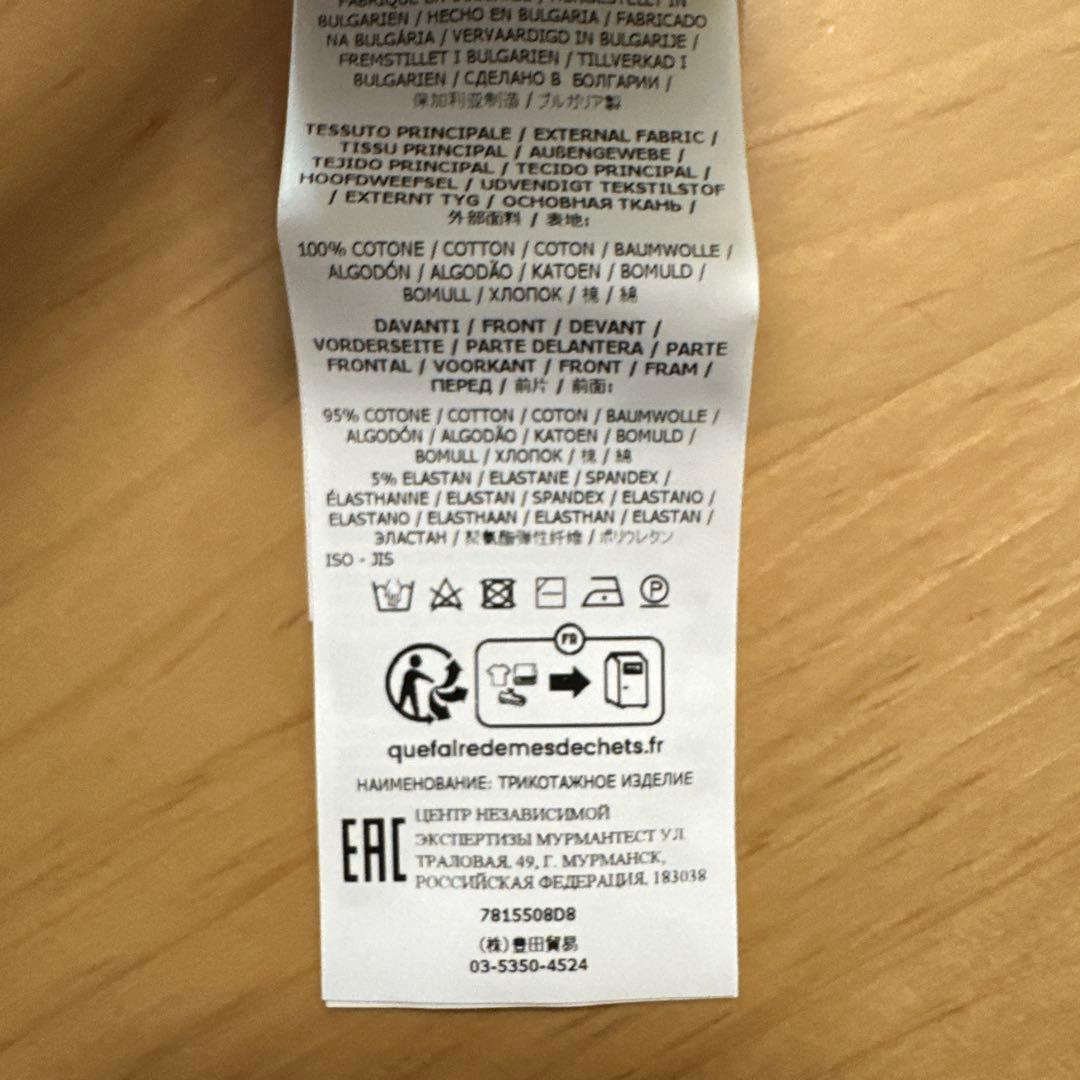 BULGARIEN / HECHO EN BULGARIA / FABRICADO
NA BULGÁRIA / VERVAARDIGD IN BULGARIJE /
FREMSTILLET I BULGARIEN / TILLVERKAD I
BULGARIEN / СДЕЛАНО В БОЛГАРИИ /
保加利亚制造 / ブルガリア製
TESSUTO PRINCIPALE / EXTERNAL FABRIC /
TISSU PRINCIPAL / AUßENGEWEBE /
TEJIDO PRINCIPAL / TECIDO PRINCIPAL /
HOOFDWEEFSEL / UDVENDIGT TEKSTILSTOF
/ EXTERNT TYG / ОСНОВНАЯ ТКАНЬ /
外部面料 / 表地:
100% COTONE / COTTON / COTON / BAUMWOLLE /
ALGODÓN / ALGODÃO / KATOEN / BOMULD /
BOMULL / ХЛОПОК / 棉 / 綿
DAVANTI / FRONT / DEVANT /
VORDERSEITE / PARTE DELANTERA / PARTE
FRONTAL / VOORKANT / FRONT / FRAM /
ПЕРЕД / 前片 / 前面:
95% COTONE / COTTON / COTON / BAUMWOLLE /
ALGODÓN / ALGODÃO / KATOEN / BOMULD /
BOMULL / ХЛОПОК / 棉 / 綿
5% ELASTAN / ELASTANE / SPANDEX /
ÉLASTHANNE / ELASTAN / SPANDEX / ELASTANO /
ELASTANO / ELASTHAAN / ELASTHAN / ELASTAN /
ЭЛАСТАН / 聚氨酯弹性纤维 / ポリウレタン
ISO - JIS
P
FR
quefairedemesdechets.fr
НАИМЕНОВАНИЕ: ТРИКОТАЖНОЕ ИЗДЕЛИЕ
EAC
ЦЕНТР НЕЗАВИСИМОЙ
ЭКСПЕРТИЗЫ МУРМАНТЕСТ УЛ.
ТРАЛОВАЯ, 49, Г. МУРМАНСК,
РОССИЙСКАЯ ФЕДЕРАЦИЯ, 183038
7815508D8
(株)豊田貿易
03-5350-4524